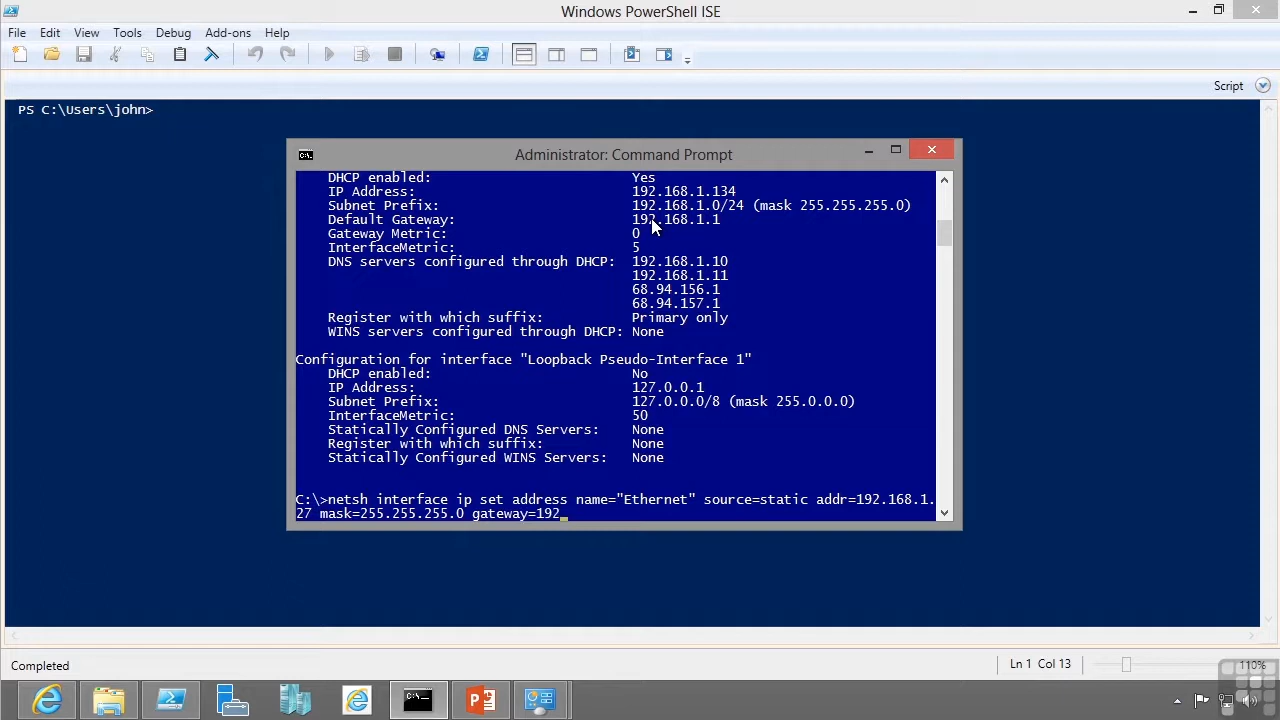 Windows PowerShell ISE
File Edit View Tools Debug Add-ons Help
Script
PS C:\Users\john>
Administrator: Command Prompt
DHCP enabled: Yes
IP Address: 192.168.1.134
Subnet Prefix: 192.168.1.0/24 (mask 255.255.255.0)
Default Gateway: 192.168.1.1
Gateway Metric: 0
InterfaceMetric: 5
DNS servers configured through DHCP: 192.168.1.10
192.168.1.11
68.94.156.1
68.94.157.1
Register with which suffix: Primary only
WINS servers configured through DHCP: None
Configuration for interface "Loopback Pseudo-Interface 1"
DHCP enabled: No
IP Address: 127.0.0.1
Subnet Prefix: 127.0.0.0/8 (mask 255.0.0.0)
InterfaceMetric: 50
Statically Configured DNS Servers: None
Register with which suffix: None
Statically Configured WINS Servers: None
C:\>netsh interface ip set address name="Ethernet" source=static addr=192.168.1.
27 mask=255.255.255.0 gateway=192_
Completed
Ln 1 Col 13
110%